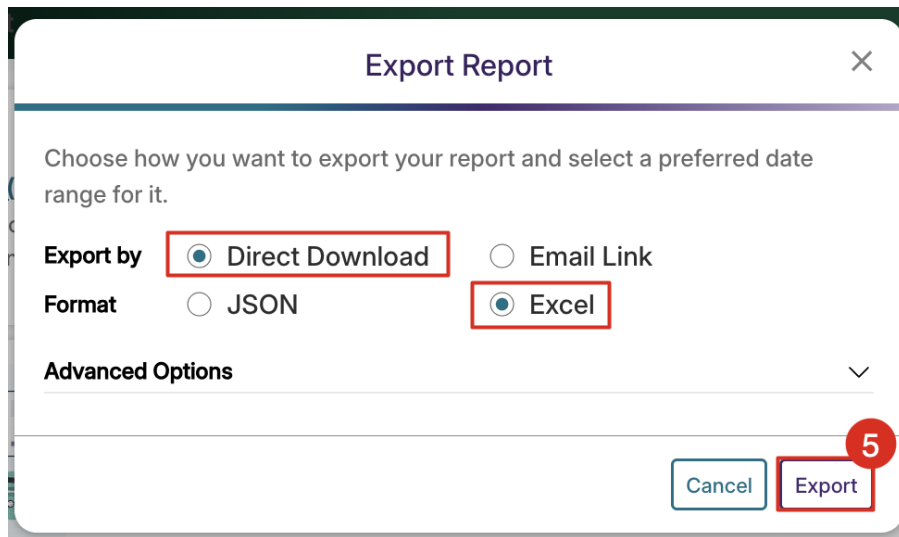 Export Report
Choose how you want to export your report and select a preferred date
range for it.
Export by Direct Download Email Link
Format JSON Excel
Advanced Options
5
Cancel Export